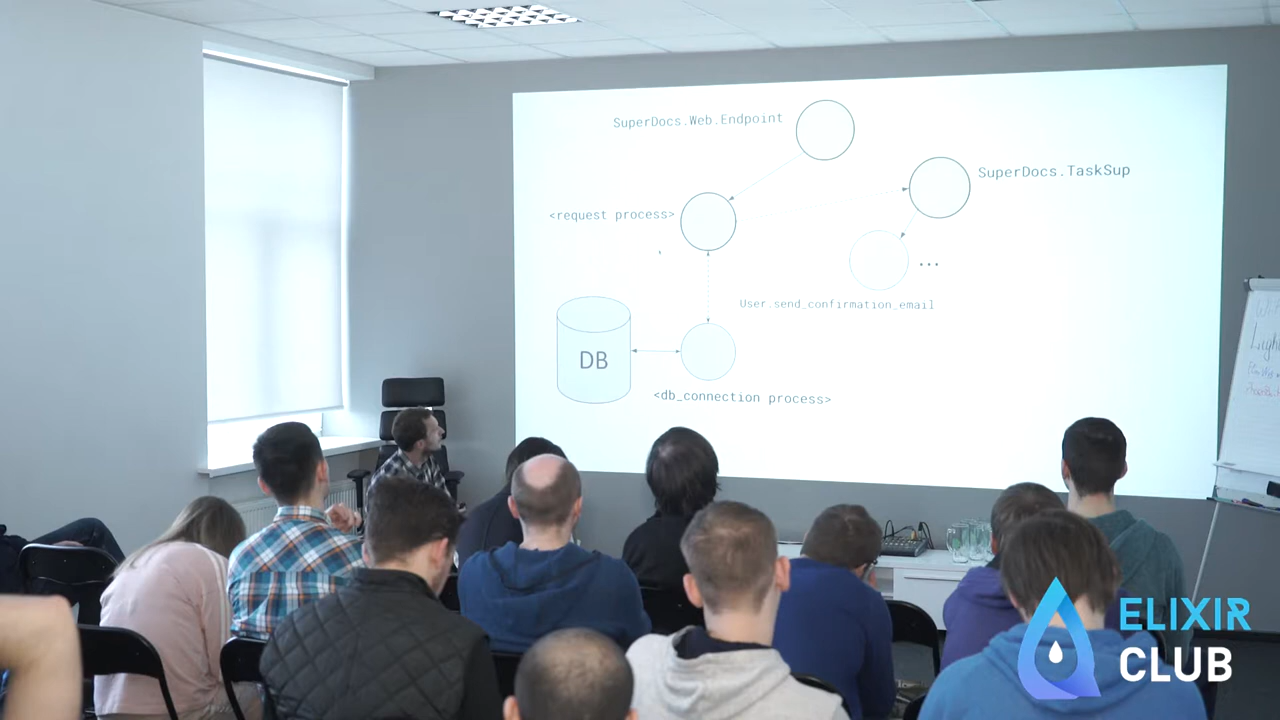 SuperDocs.Web.Endpoint
SuperDocs.TaskSup
<request process>
...
User.send_confirmation_email
DB
<db_connection process>
ELIXIR
CLUB